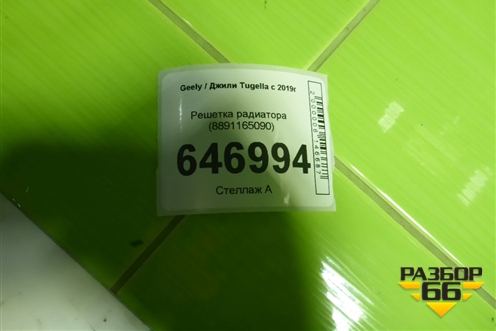 Geely / Джили Tugella с 2019г
Решетка радиатора
(8891165090)
646994
Стеллаж А
РАЗБОР
66